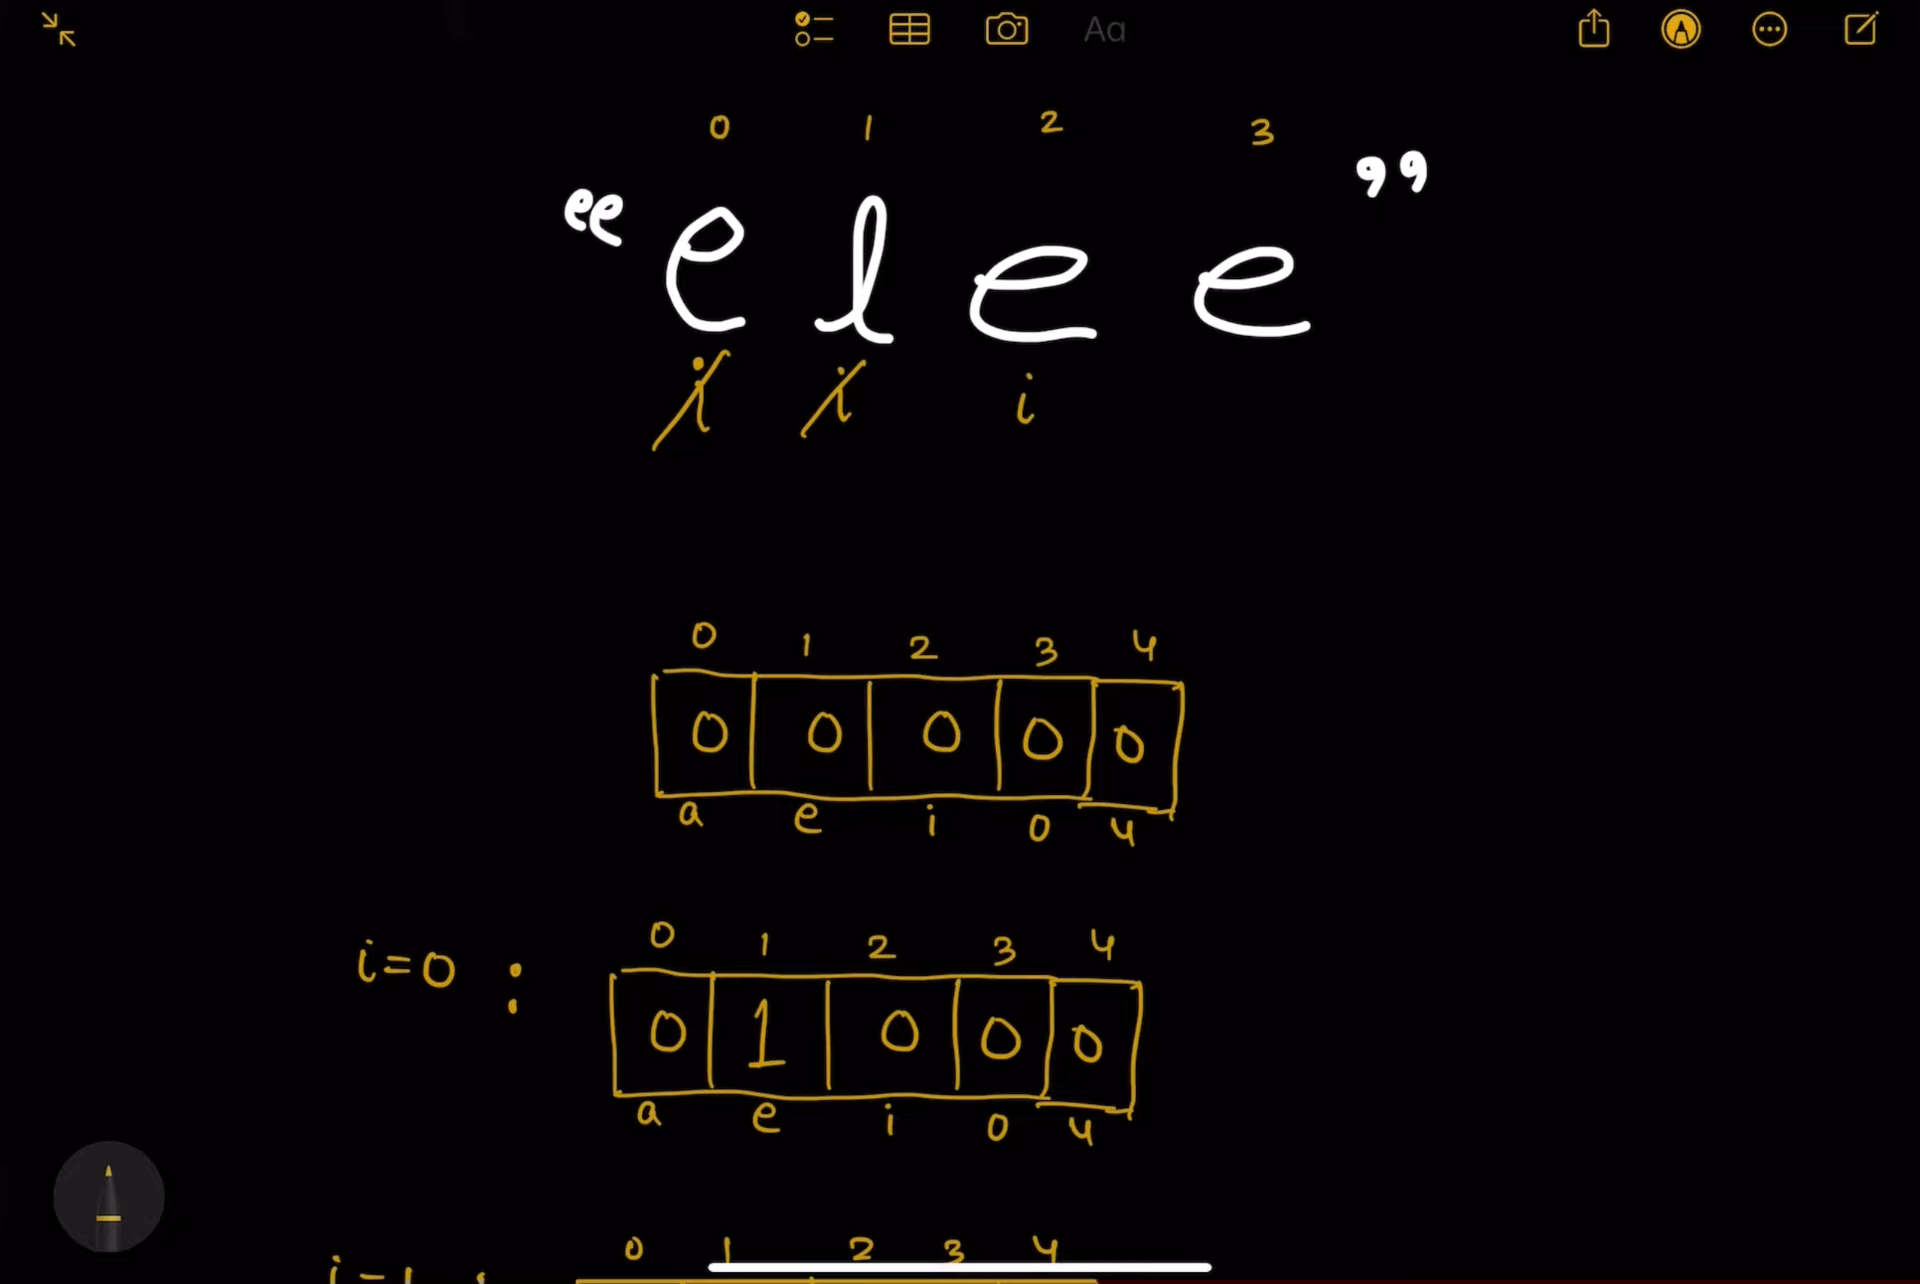 Aa
0 1 2 3
“ e l e e ”
i i i
0 1 2 3 4
0 0 0 0 0
a e i o u
0 1 2 3 4
i=0 : 0 1 0 0 0
a e i o u
0 1 2 3 4
i=1 :